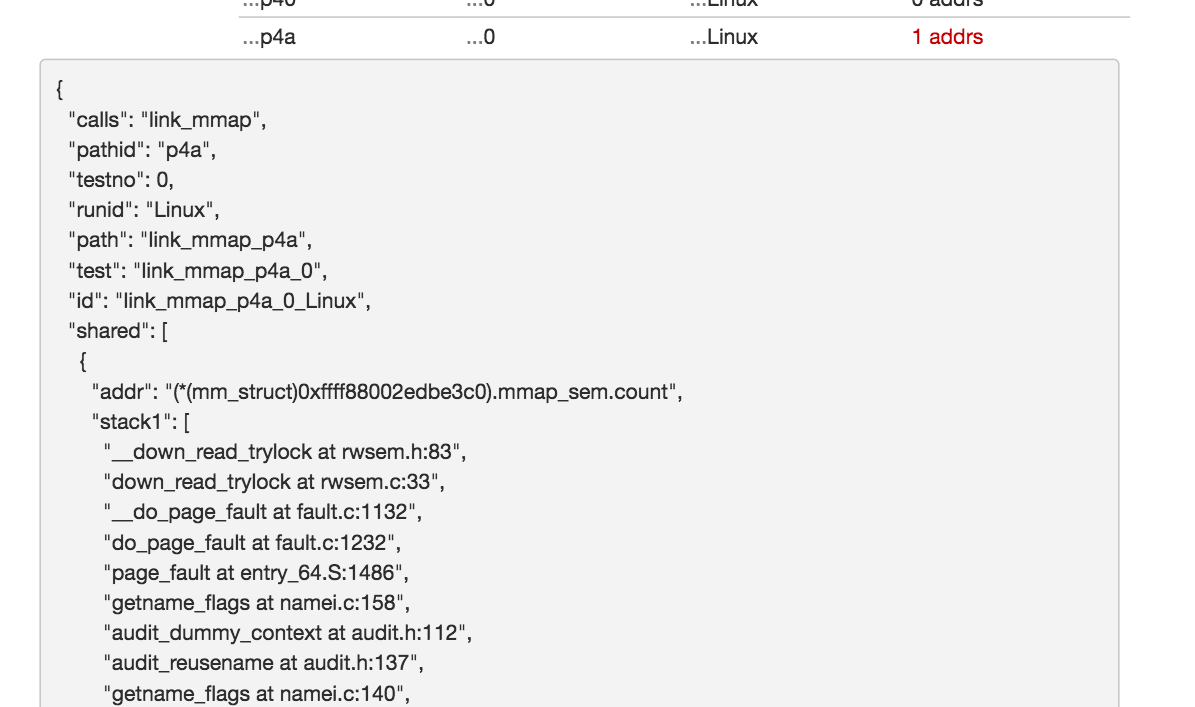 ...p40 ...0 ...Linux 0 addrs
...p4a ...0 ...Linux 1 addrs
{
"calls": "link_mmap",
"pathid": "p4a",
"testno": 0,
"runid": "Linux",
"path": "link_mmap_p4a",
"test": "link_mmap_p4a_0",
"id": "link_mmap_p4a_0_Linux",
"shared": [
{
"addr": "(*(mm_struct)0xffff88002edbe3c0).mmap_sem.count",
"stack1": [
"__down_read_trylock at rwsem.h:83",
"down_read_trylock at rwsem.c:33",
"__do_page_fault at fault.c:1132",
"do_page_fault at fault.c:1232",
"page_fault at entry_64.S:1486",
"getname_flags at namei.c:158",
"audit_dummy_context at audit.h:112",
"audit_reusename at audit.h:137",
"getname_flags at namei.c:140",